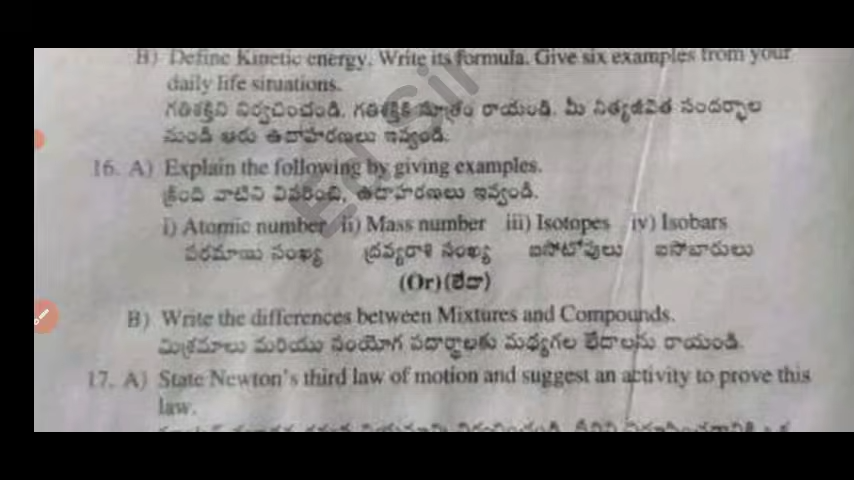 B) Define Kinetic energy. Write its formula. Give six examples from your
daily life situations.
గతిశక్తిని నిర్వచించండి. గతిశక్తికి సూత్రం రాయండి. మీ నిత్యజీవిత సందర్భాల
నుండి ఆరు ఉదాహరణలు ఇవ్వండి.
16. A) Explain the following by giving examples.
క్రింది వాటిని వివరించి, ఉదాహరణలు ఇవ్వండి.
i) Atomic number ii) Mass number iii) Isotopes iv) Isobars
పరమాణు సంఖ్య ద్రవ్యరాశి సంఖ్య ఐసోటోపులు ఐసోబారులు
(Or) (లేదా)
B) Write the differences between Mixtures and Compounds.
మిశ్రమాలు మరియు సంయోగ పదార్థాలకు మధ్యగల భేదాలను రాయండి.
17. A) State Newton's third law of motion and suggest an activity to prove this
law.